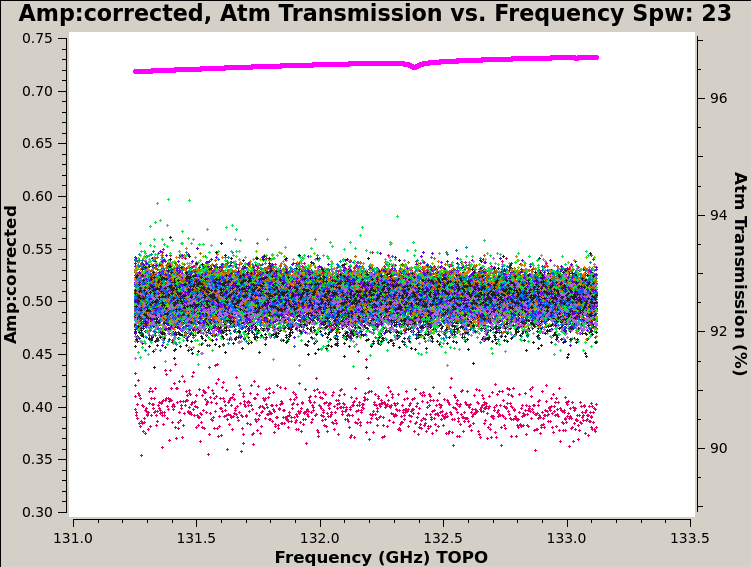 Amp:corrected, Atm Transmission vs. Frequency Spw: 23
0.75
0.70
0.65
0.60
0.55
0.50
0.45
0.40
0.35
0.30
Amp:corrected
96
94
92
90
Atm Transmission (%)
131.0 131.5 132.0 132.5 133.0 133.5
Frequency (GHz) TOPO